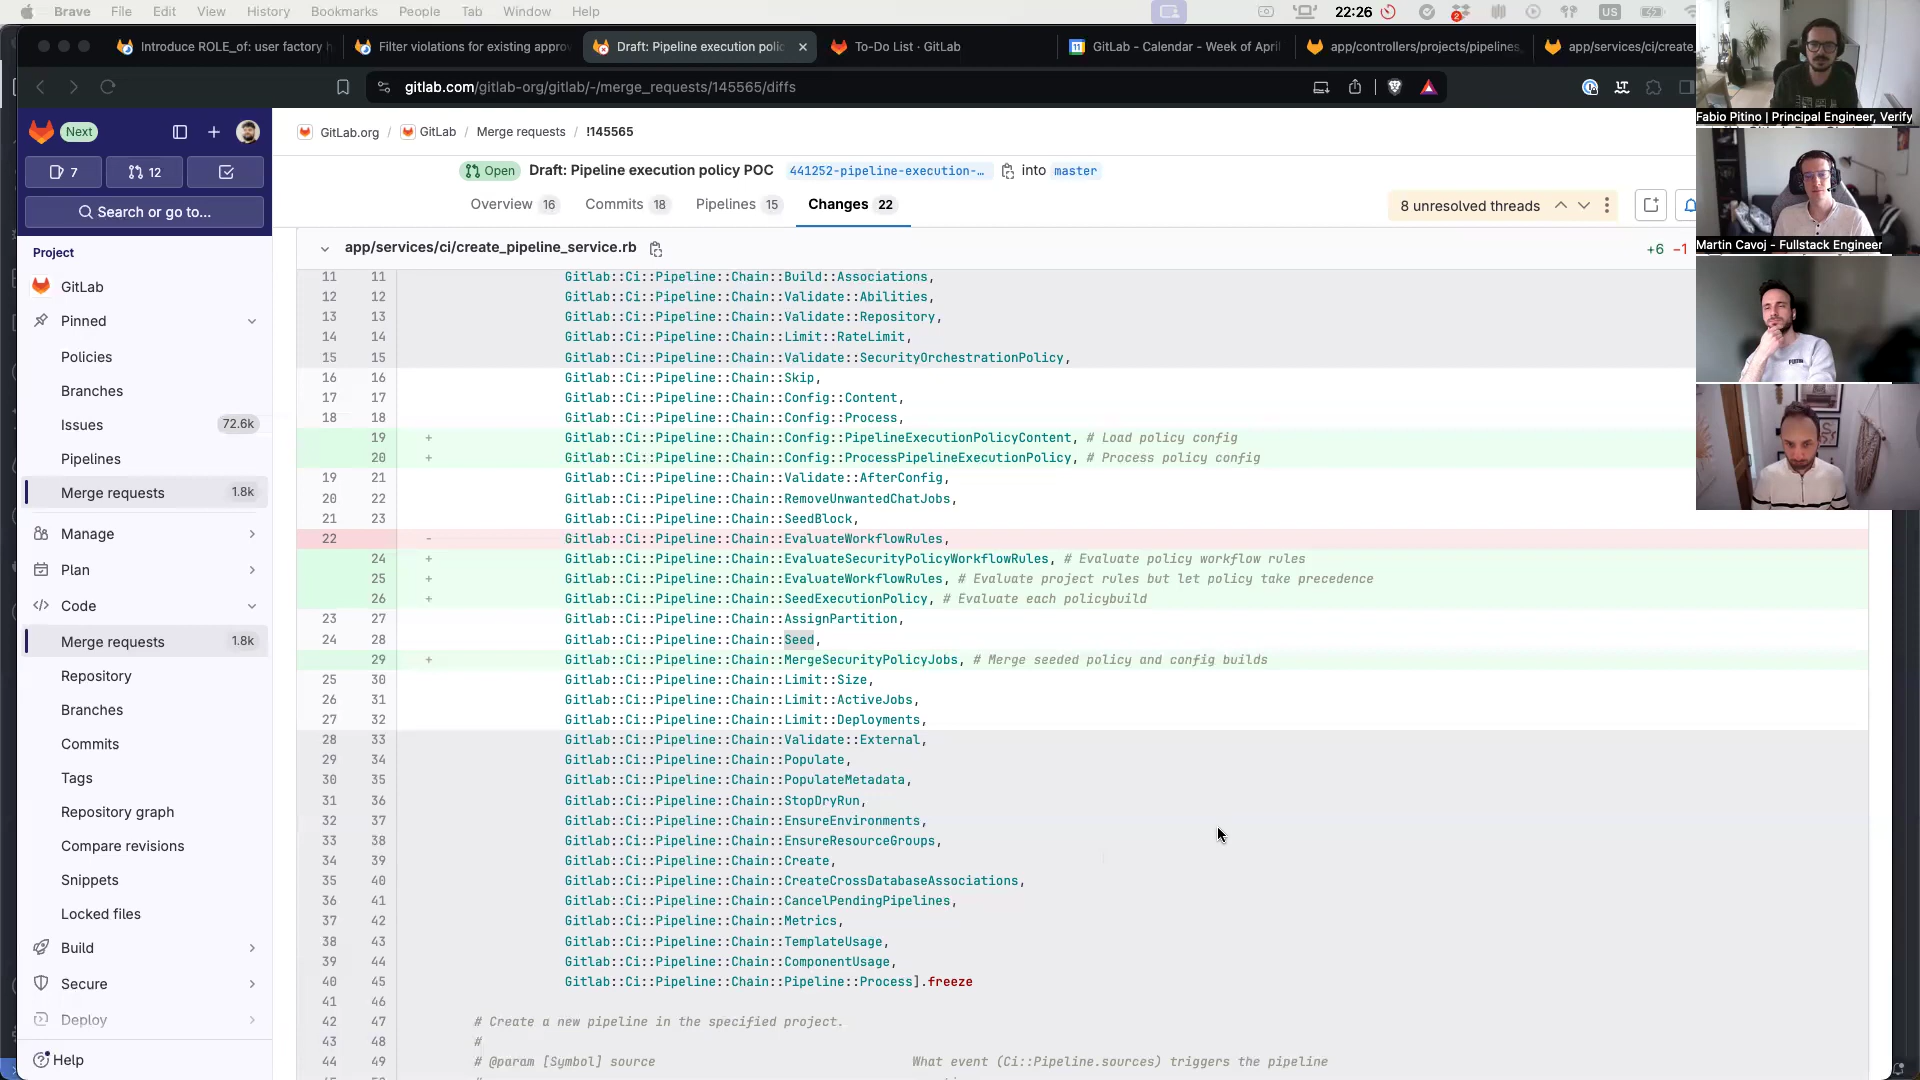 Brave File Edit View History Bookmarks People Tab Window Help 22:26 2 US
Introduce ROLE_of: user factory h
Filter violations for existing appro
Draft: Pipeline execution polic
To-Do List · GitLab
GitLab - Calendar - Week of April
app/controllers/projects/pipelines_
app/services/ci/create_
gitlab.com/gitlab-org/gitlab/-/merge_requests/145565/diffs
Next
7
12
Search or go to...
Project
GitLab
Pinned
Policies
Branches
Issues 72.6k
Pipelines
Merge requests 1.8k
Manage
Plan
Code
Merge requests 1.8k
Repository
Branches
Commits
Tags
Repository graph
Compare revisions
Snippets
Locked files
Build
Secure
Deploy
Help
GitLab.org / GitLab / Merge requests / !145565
Open Draft: Pipeline execution policy POC 441252-pipeline-execution-… into master
Overview 16 Commits 18 Pipelines 15 Changes 22
8 unresolved threads
app/services/ci/create_pipeline_service.rb +6 −1
11 11 Gitlab::Ci::Pipeline::Chain::Build::Associations,
12 12 Gitlab::Ci::Pipeline::Chain::Validate::Abilities,
13 13 Gitlab::Ci::Pipeline::Chain::Validate::Repository,
14 14 Gitlab::Ci::Pipeline::Chain::Limit::RateLimit,
15 15 Gitlab::Ci::Pipeline::Chain::Validate::SecurityOrchestrationPolicy,
16 16 Gitlab::Ci::Pipeline::Chain::Skip,
17 17 Gitlab::Ci::Pipeline::Chain::Config::Content,
18 18 Gitlab::Ci::Pipeline::Chain::Config::Process,
19 + Gitlab::Ci::Pipeline::Chain::Config::PipelineExecutionPolicyContent, # Load policy config
20 + Gitlab::Ci::Pipeline::Chain::Config::ProcessPipelineExecutionPolicy, # Process policy config
19 21 Gitlab::Ci::Pipeline::Chain::Validate::AfterConfig,
20 22 Gitlab::Ci::Pipeline::Chain::RemoveUnwantedChatJobs,
21 23 Gitlab::Ci::Pipeline::Chain::SeedBlock,
22 - Gitlab::Ci::Pipeline::Chain::EvaluateWorkflowRules,
24 + Gitlab::Ci::Pipeline::Chain::EvaluateSecurityPolicyWorkflowRules, # Evaluate policy workflow rules
25 + Gitlab::Ci::Pipeline::Chain::EvaluateWorkflowRules, # Evaluate project rules but let policy take precedence
26 + Gitlab::Ci::Pipeline::Chain::SeedExecutionPolicy, # Evaluate each policybuild
23 27 Gitlab::Ci::Pipeline::Chain::AssignPartition,
24 28 Gitlab::Ci::Pipeline::Chain::Seed,
29 + Gitlab::Ci::Pipeline::Chain::MergeSecurityPolicyJobs, # Merge seeded policy and config builds
25 30 Gitlab::Ci::Pipeline::Chain::Limit::Size,
26 31 Gitlab::Ci::Pipeline::Chain::Limit::ActiveJobs,
27 32 Gitlab::Ci::Pipeline::Chain::Limit::Deployments,
28 33 Gitlab::Ci::Pipeline::Chain::Validate::External,
29 34 Gitlab::Ci::Pipeline::Chain::Populate,
30 35 Gitlab::Ci::Pipeline::Chain::PopulateMetadata,
31 36 Gitlab::Ci::Pipeline::Chain::StopDryRun,
32 37 Gitlab::Ci::Pipeline::Chain::EnsureEnvironments,
33 38 Gitlab::Ci::Pipeline::Chain::EnsureResourceGroups,
34 39 Gitlab::Ci::Pipeline::Chain::Create,
35 40 Gitlab::Ci::Pipeline::Chain::CreateCrossDatabaseAssociations,
36 41 Gitlab::Ci::Pipeline::Chain::CancelPendingPipelines,
37 42 Gitlab::Ci::Pipeline::Chain::Metrics,
38 43 Gitlab::Ci::Pipeline::Chain::TemplateUsage,
39 44 Gitlab::Ci::Pipeline::Chain::ComponentUsage,
40 45 Gitlab::Ci::Pipeline::Chain::Pipeline::Process].freeze
41 46
42 47 # Create a new pipeline in the specified project.
43 48 #
44 49 # @param [Symbol] source What event (Ci::Pipeline.sources) triggers the pipeline
Fabio Pitino | Principal Engineer, Verify
Martin Cavoj - Fullstack Engineer